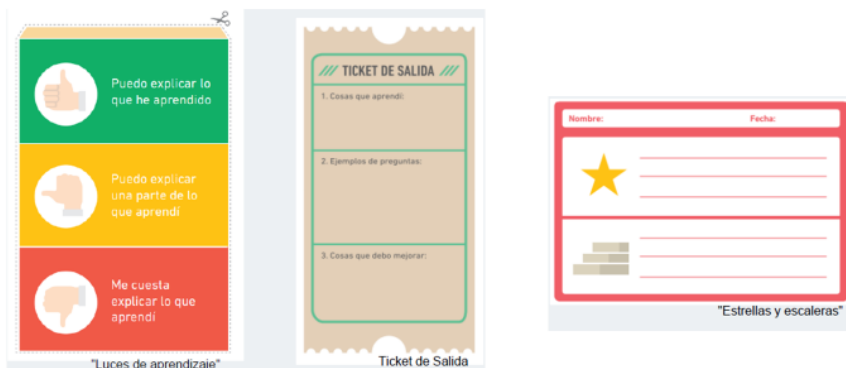 Puedo explicar lo
que he aprendido
Puedo explicar
una parte de lo
que aprendí
Me cuesta
explicar lo que
aprendí
"Luces de aprendizaje"
/// TICKET DE SALIDA ///
1. Cosas que aprendí:
2. Ejemplos de preguntas:
3. Cosas que debo mejorar:
Ticket de Salida
Nombre: Fecha:
"Estrellas y escaleras"